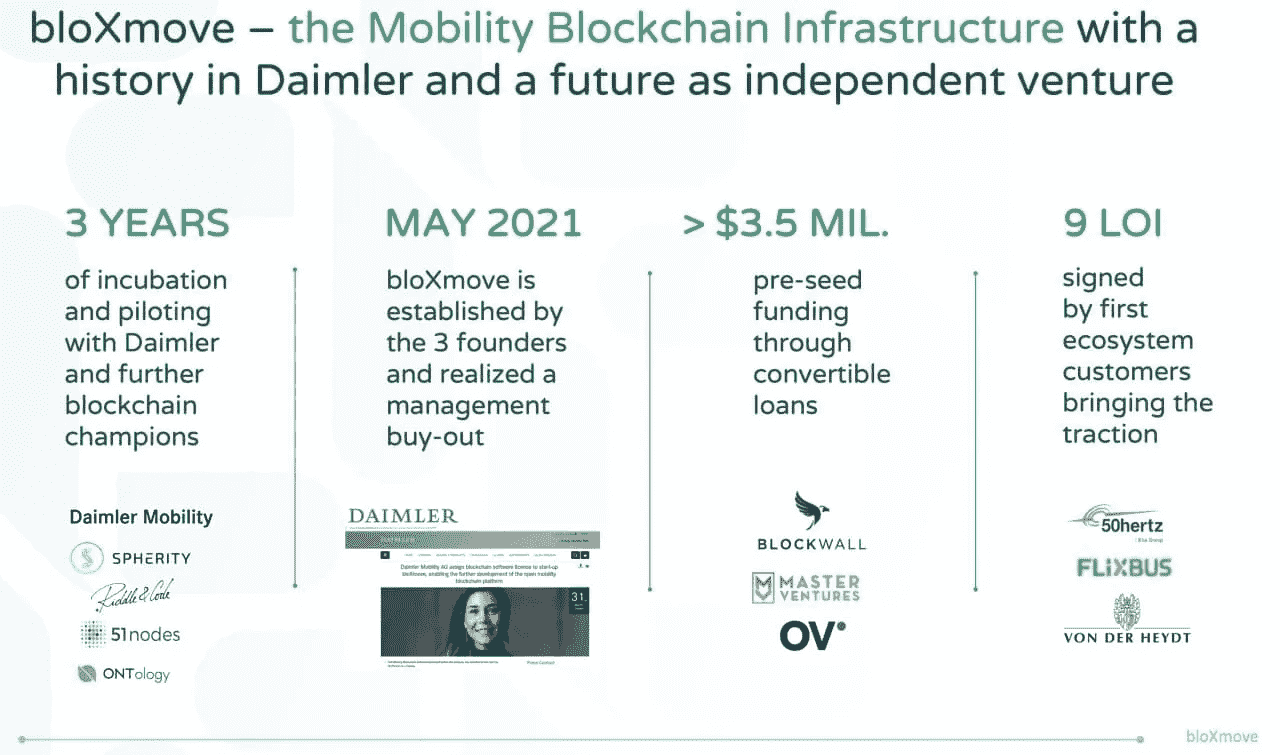 bloXmove – the Mobility Blockchain Infrastructure with a
history in Daimler and a future as independent venture
3 YEARS
of incubation
and piloting
with Daimler
and further
blockchain
champions
Daimler Mobility
SPHERITY
Riddle & Code
51nodes
ONTology
MAY 2021
bloXmove is
established by
the 3 founders
and realized a
management
buy-out
DAIMLER
Daimler Mobility AG assign blockchain software licence to start-up
bloXmove, enabling the further development of the open mobility
blockchain platform
31.
> $3.5 MIL.
pre-seed
funding
through
convertible
loans
BLOCKWALL
MASTER
VENTURES
OV
9 LOI
signed
by first
ecosystem
customers
bringing the
traction
50hertz
FLiXBUS
VON DER HEYDT
bloXmove